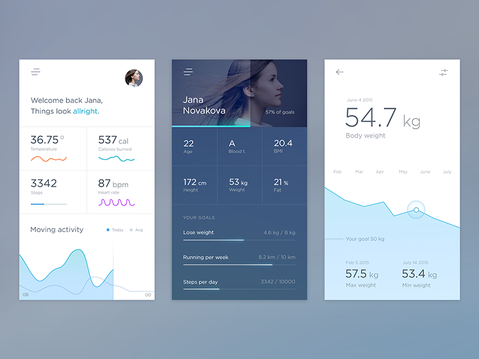 Welcome back Jana,
Things look allright.
36.75°
Temperature
537 cal
Calories burned
3342
Steps
87 bpm
Heart rate
Moving activity
Today
Avg
08
00
Jana
Novakova
57% of goals
22
Age
A
Blood t.
20.4
BMI
172 cm
Height
53 kg
Weight
21 %
Fat
YOUR GOALS
Lose weight
4.6 kg / 8 kg
Running per week
8.3 km / 10 km
Steps per day
3342 / 10000
June 4 2015
54.7 kg
Body weight
Feb
Mar
Apr
May
June
July
Your goal 50 kg
Feb 5 2015
57.5 kg
Max weight
July 14 2015
53.4 kg
Min weight